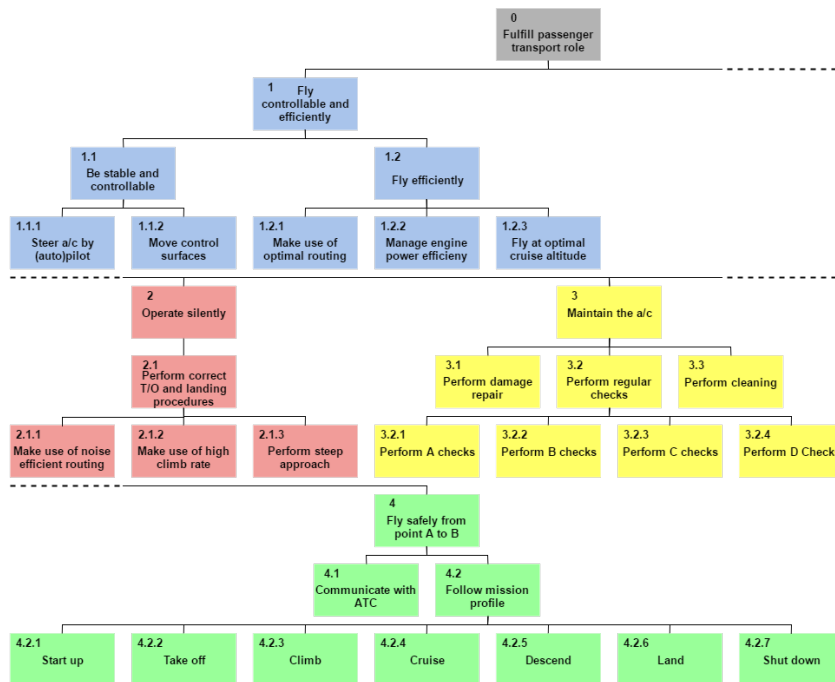 0
Fulfill passenger
transport role
1
Fly
controllable and
efficiently
1.1
Be stable and
controllable
1.2
Fly efficiently
1.1.1
Steer a/c by
(auto)pilot
1.1.2
Move control
surfaces
1.2.1
Make use of
optimal routing
1.2.2
Manage engine
power efficieny
1.2.3
Fly at optimal
cruise altitude
2
Operate silently
3
Maintain the a/c
2.1
Perform correct
T/O and landing
procedures
3.1
Perform damage
repair
3.2
Perform regular
checks
3.3
Perform cleaning
2.1.1
Make use of noise
efficient routing
2.1.2
Make use of high
climb rate
2.1.3
Perform steep
approach
3.2.1
Perform A checks
3.2.2
Perform B checks
3.2.3
Perform C checks
3.2.4
Perform D Check
4
Fly safely from
point A to B
4.1
Communicate with
ATC
4.2
Follow mission
profile
4.2.1
Start up
4.2.2
Take off
4.2.3
Climb
4.2.4
Cruise
4.2.5
Descend
4.2.6
Land
4.2.7
Shut down